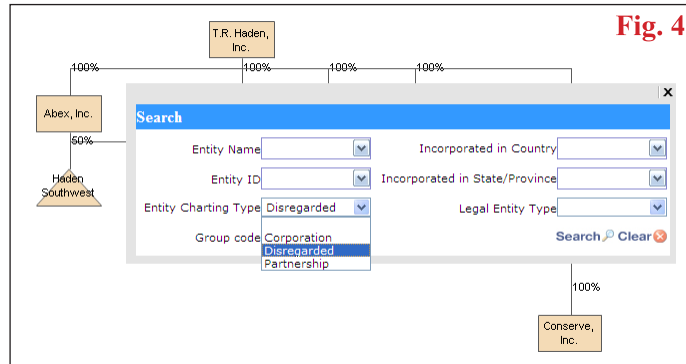 Fig. 4
T.R. Haden,
Inc.
100%
100%
100%
100%
Abex, Inc.
50%
Haden
Southwest
X
Search
Entity Name
Incorporated in Country
Entity ID
Incorporated in State/Province
Entity Charting Type Disregarded
Legal Entity Type
Group code
Corporation
Disregarded
Partnership
Search Clear
100%
Conserve,
Inc.